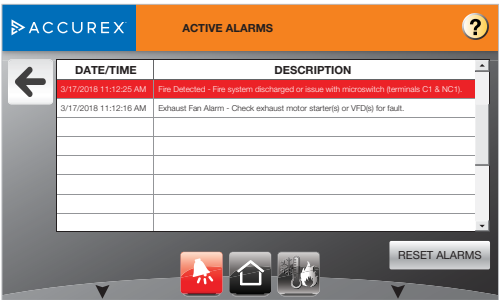 ACCUREX
ACTIVE ALARMS
?
DATE/TIME DESCRIPTION
3/17/2018 11:12:25 AM Fire Detected - Fire system discharged or issue with microswitch (terminals C1 & NC1).
3/17/2018 11:12:16 AM Exhaust Fan Alarm - Check exhaust motor starter(s) or VFD(s) for fault.
RESET ALARMS